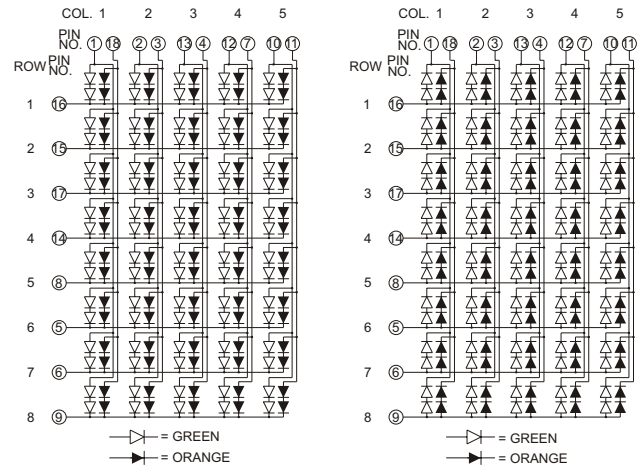 COL. 1 2 3 4 5
PIN NO. 1 18 2 3 13 4 12 7 10 11
ROW PIN NO.
1 16
2 15
3 17
4 14
5 8
6 5
7 6
8 9
= GREEN
= ORANGE
COL. 1 2 3 4 5
PIN NO. 1 18 2 3 13 4 12 7 10 11
ROW PIN NO.
1 16
2 15
3 17
4 14
5 8
6 5
7 6
8 9
= GREEN
= ORANGE